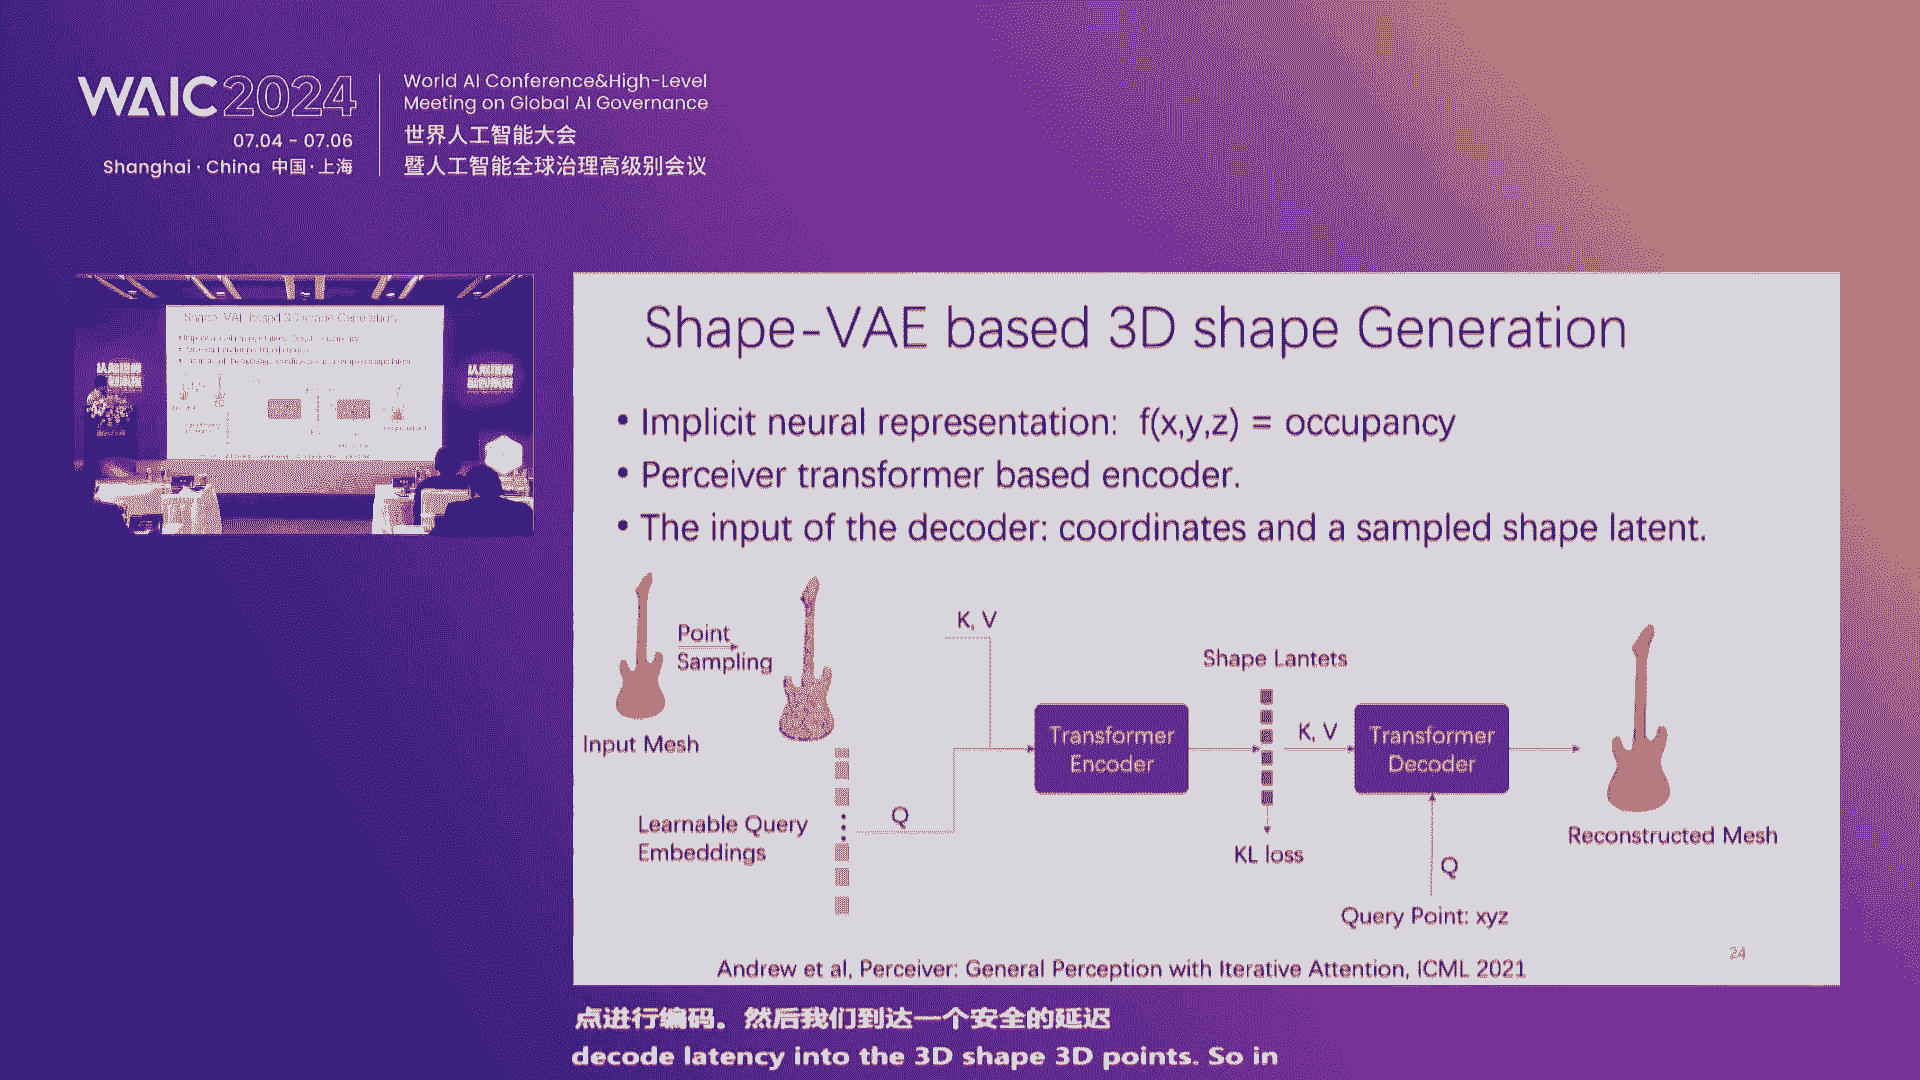 WAIC 2024
07.04 - 07.06
Shanghai · China 中国·上海
World AI Conference&High-Level
Meeting on Global AI Governance
世界人工智能大会
暨人工智能全球治理高级别会议
Shape-VAE based 3D shape Generation
• Implicit neural representation: f(x,y,z) = occupancy
• Perceiver transformer based encoder.
• The input of the decoder: coordinates and a sampled shape latent.
Point
Sampling
Input Mesh
K, V
Learnable Query
Embeddings
Q
Transformer
Encoder
Shape Lantets
KL loss
K, V
Transformer
Decoder
Q
Query Point: xyz
Reconstructed Mesh
24
Andrew et al, Perceiver: General Perception with Iterative Attention, ICML 2021
点进行编码。然后我们到达一个安全的延迟
decode latency into the 3D shape 3D points. So in